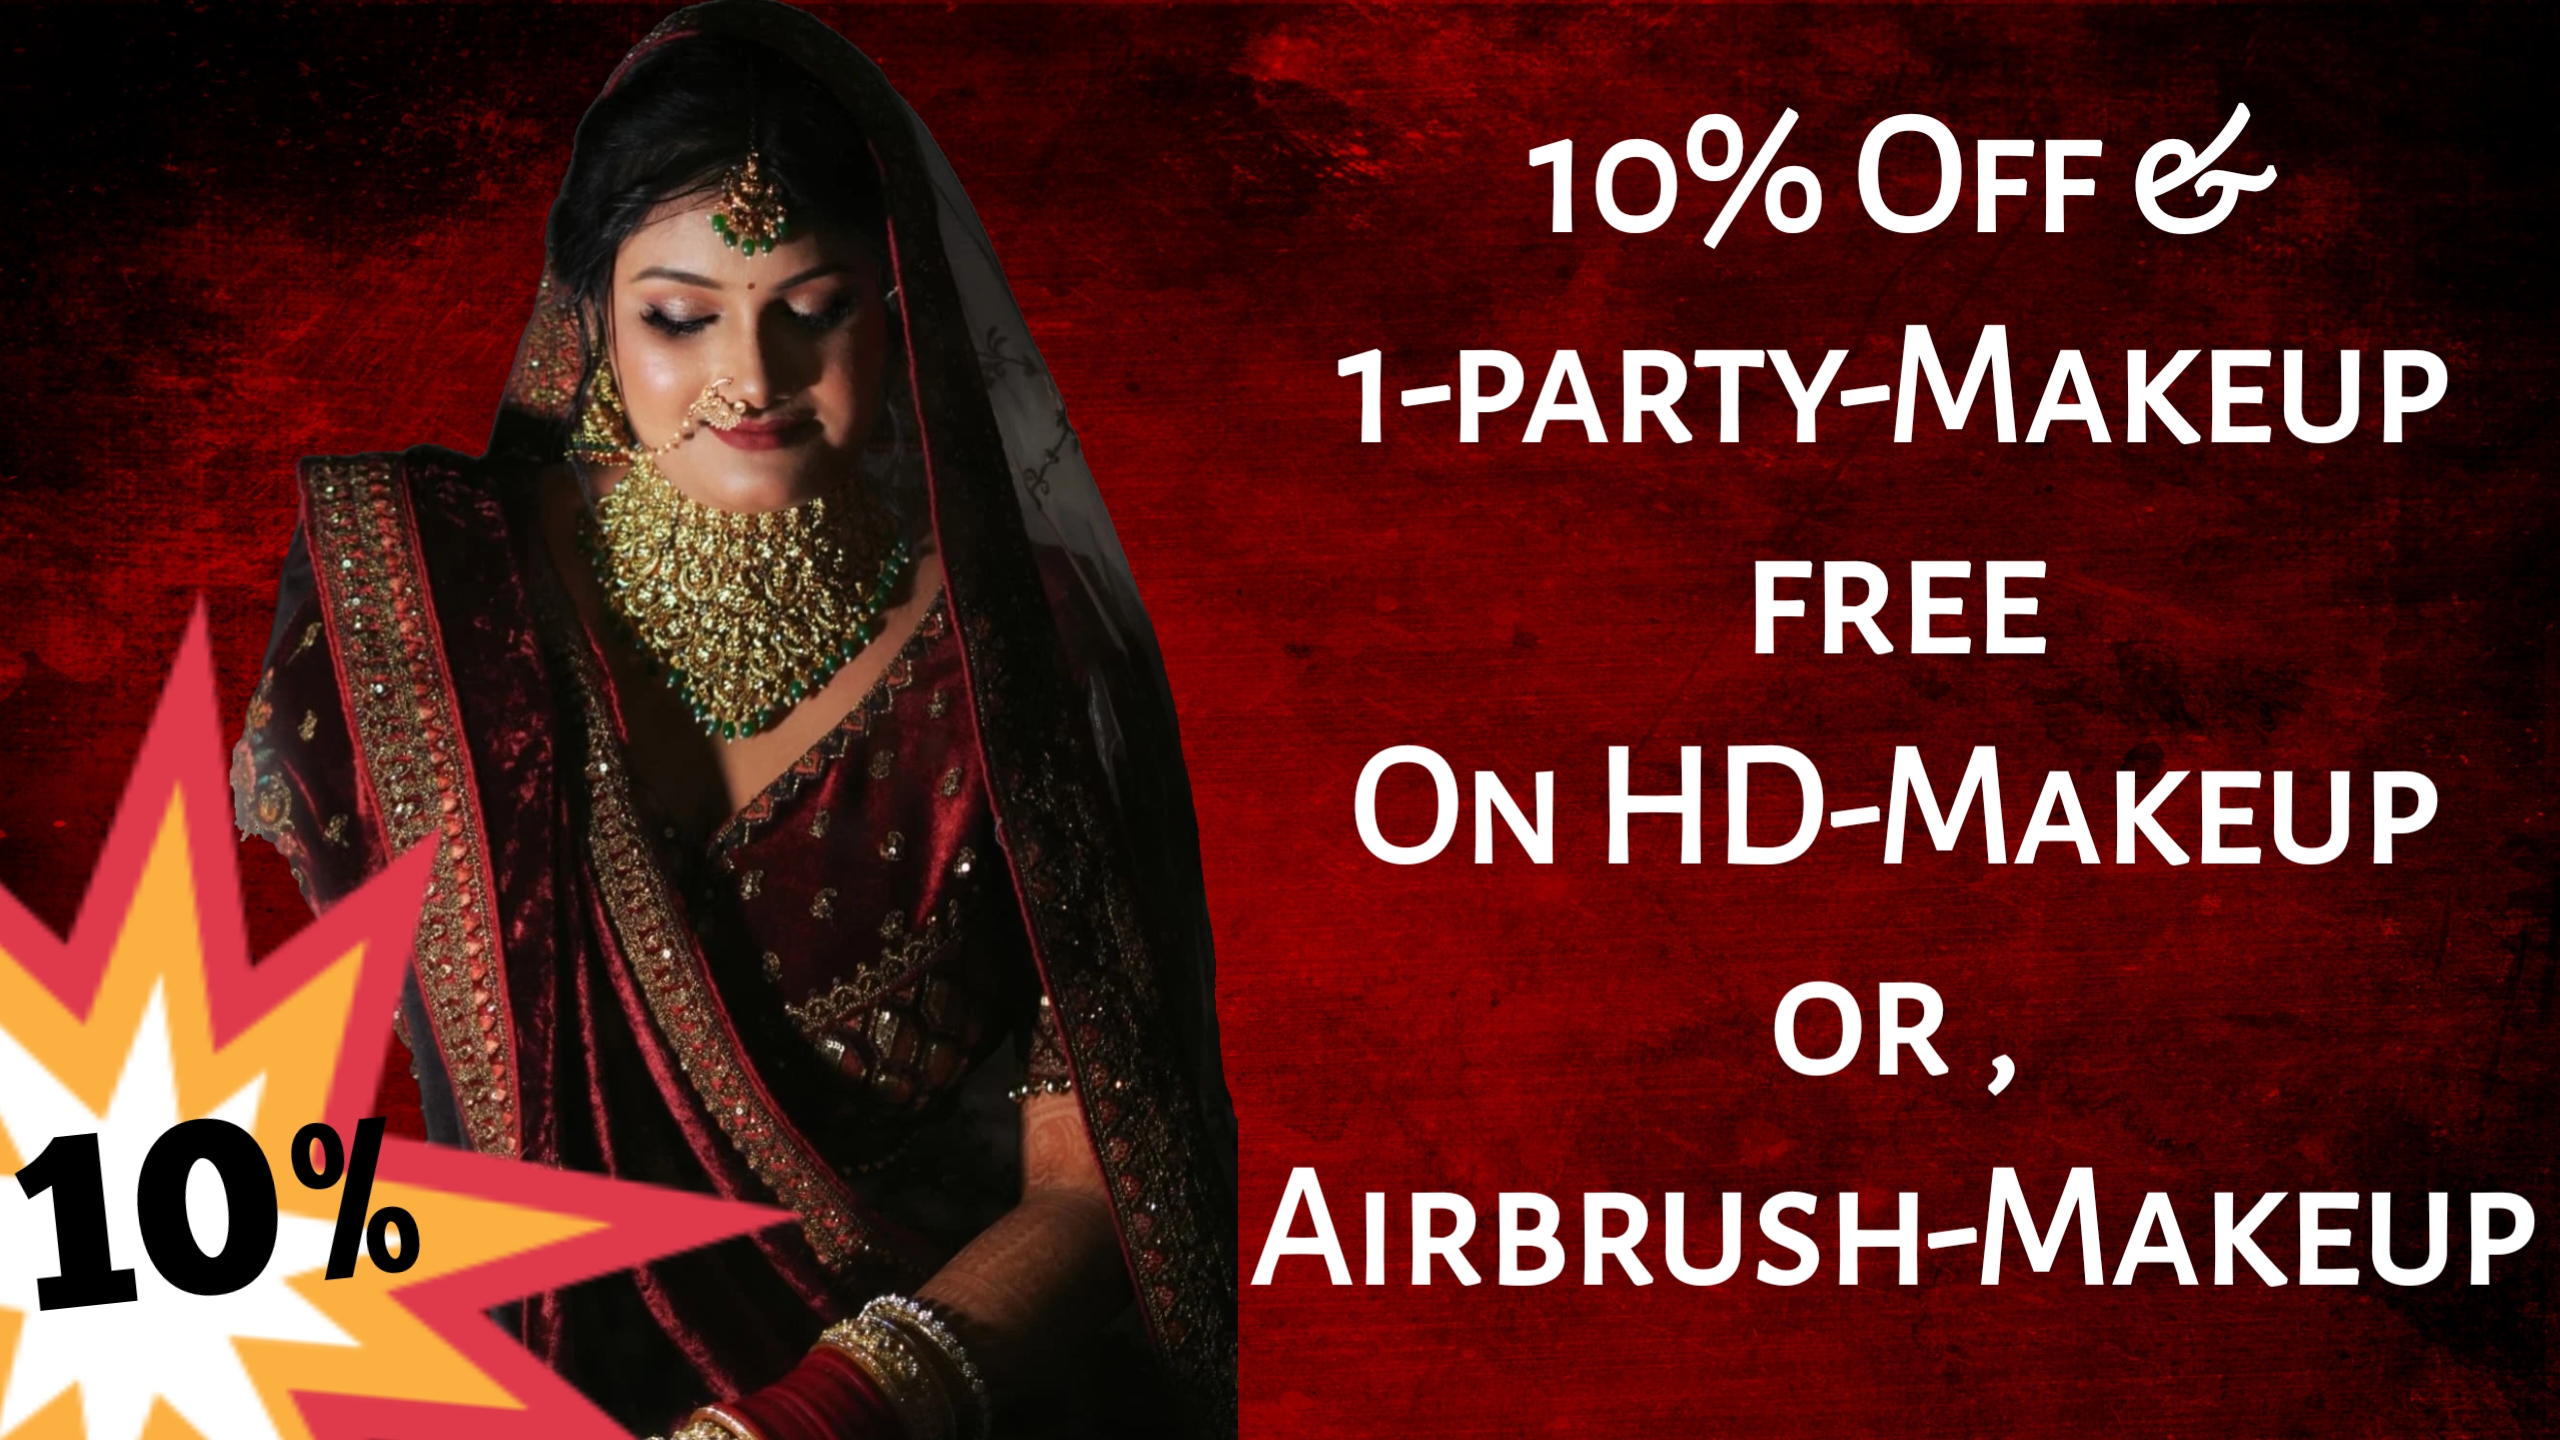 10% Off &
1-party-Makeup
free
On HD-Makeup
or ,
Airbrush-Makeup
10%